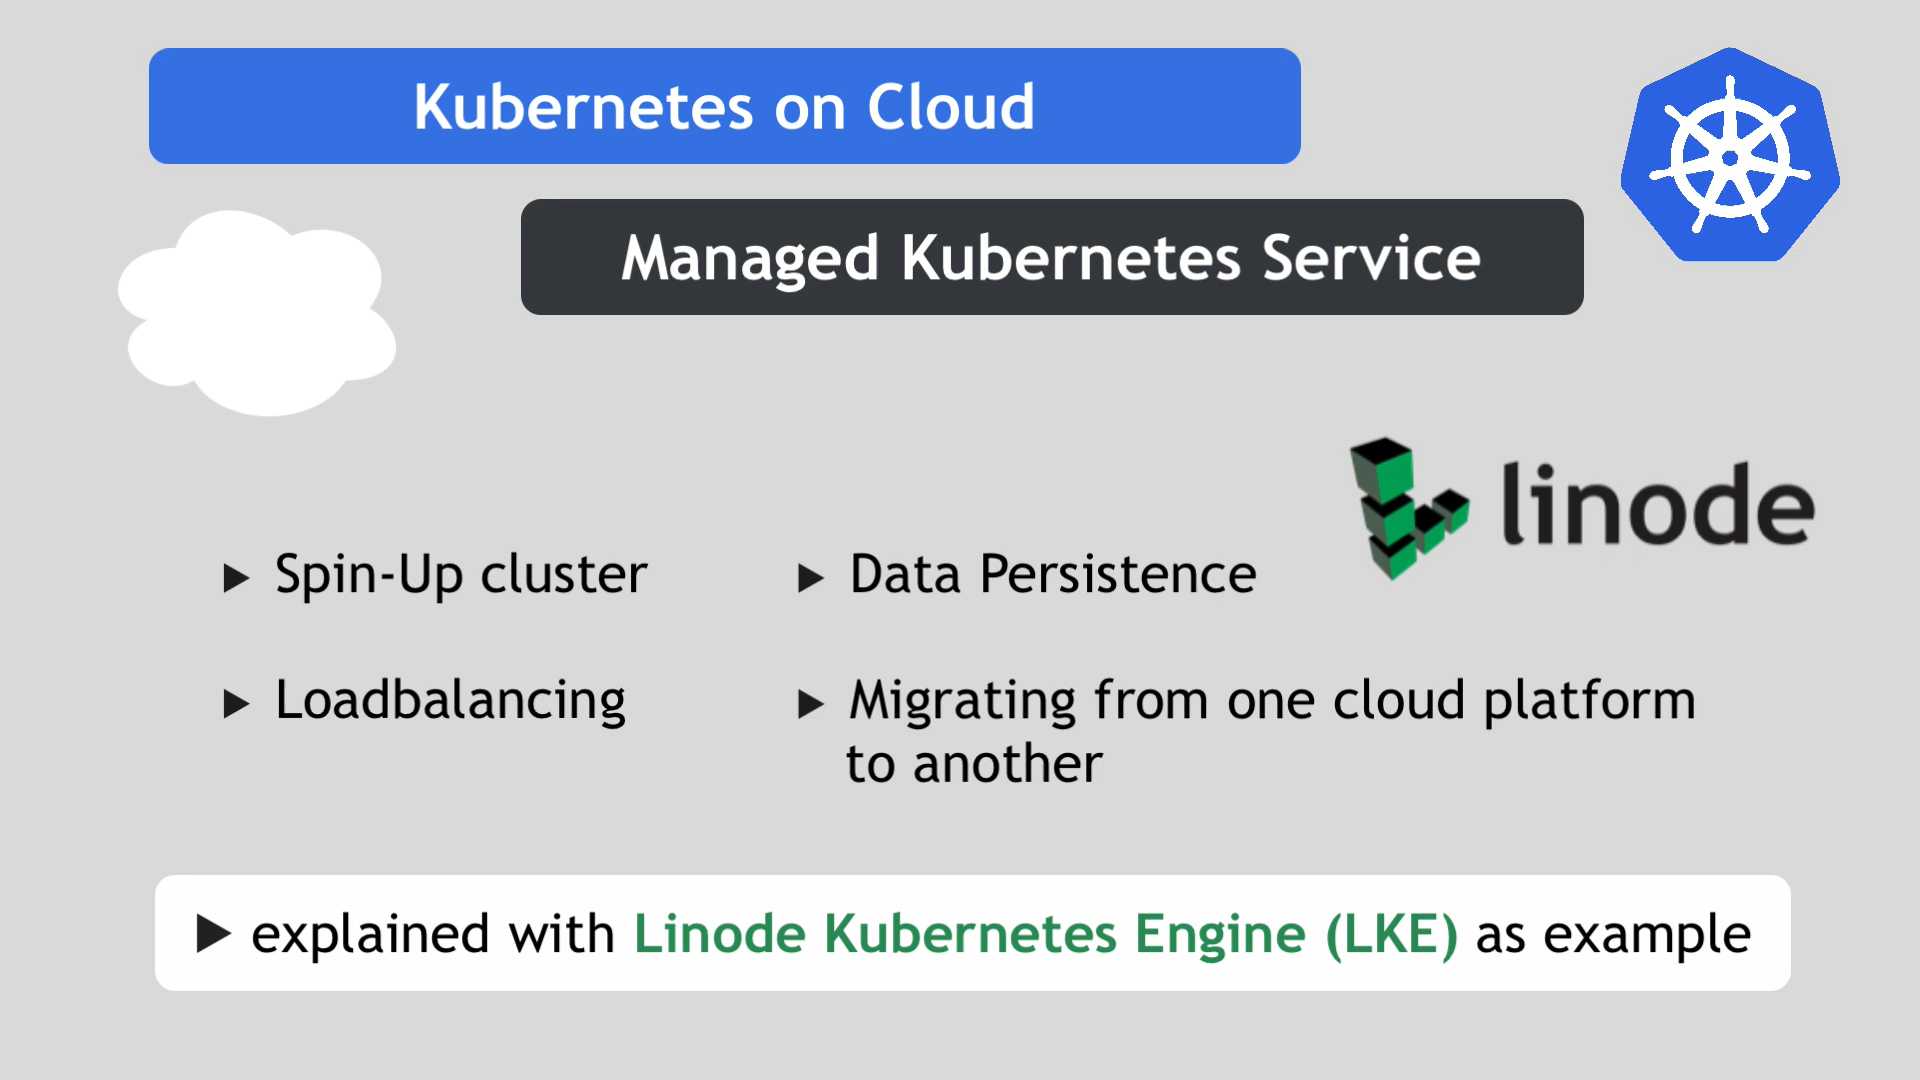 Kubernetes on Cloud
Managed Kubernetes Service
linode
▶ Spin-Up cluster
▶ Data Persistence
▶ Loadbalancing
▶ Migrating from one cloud platform
to another
▶ explained with Linode Kubernetes Engine (LKE) as example